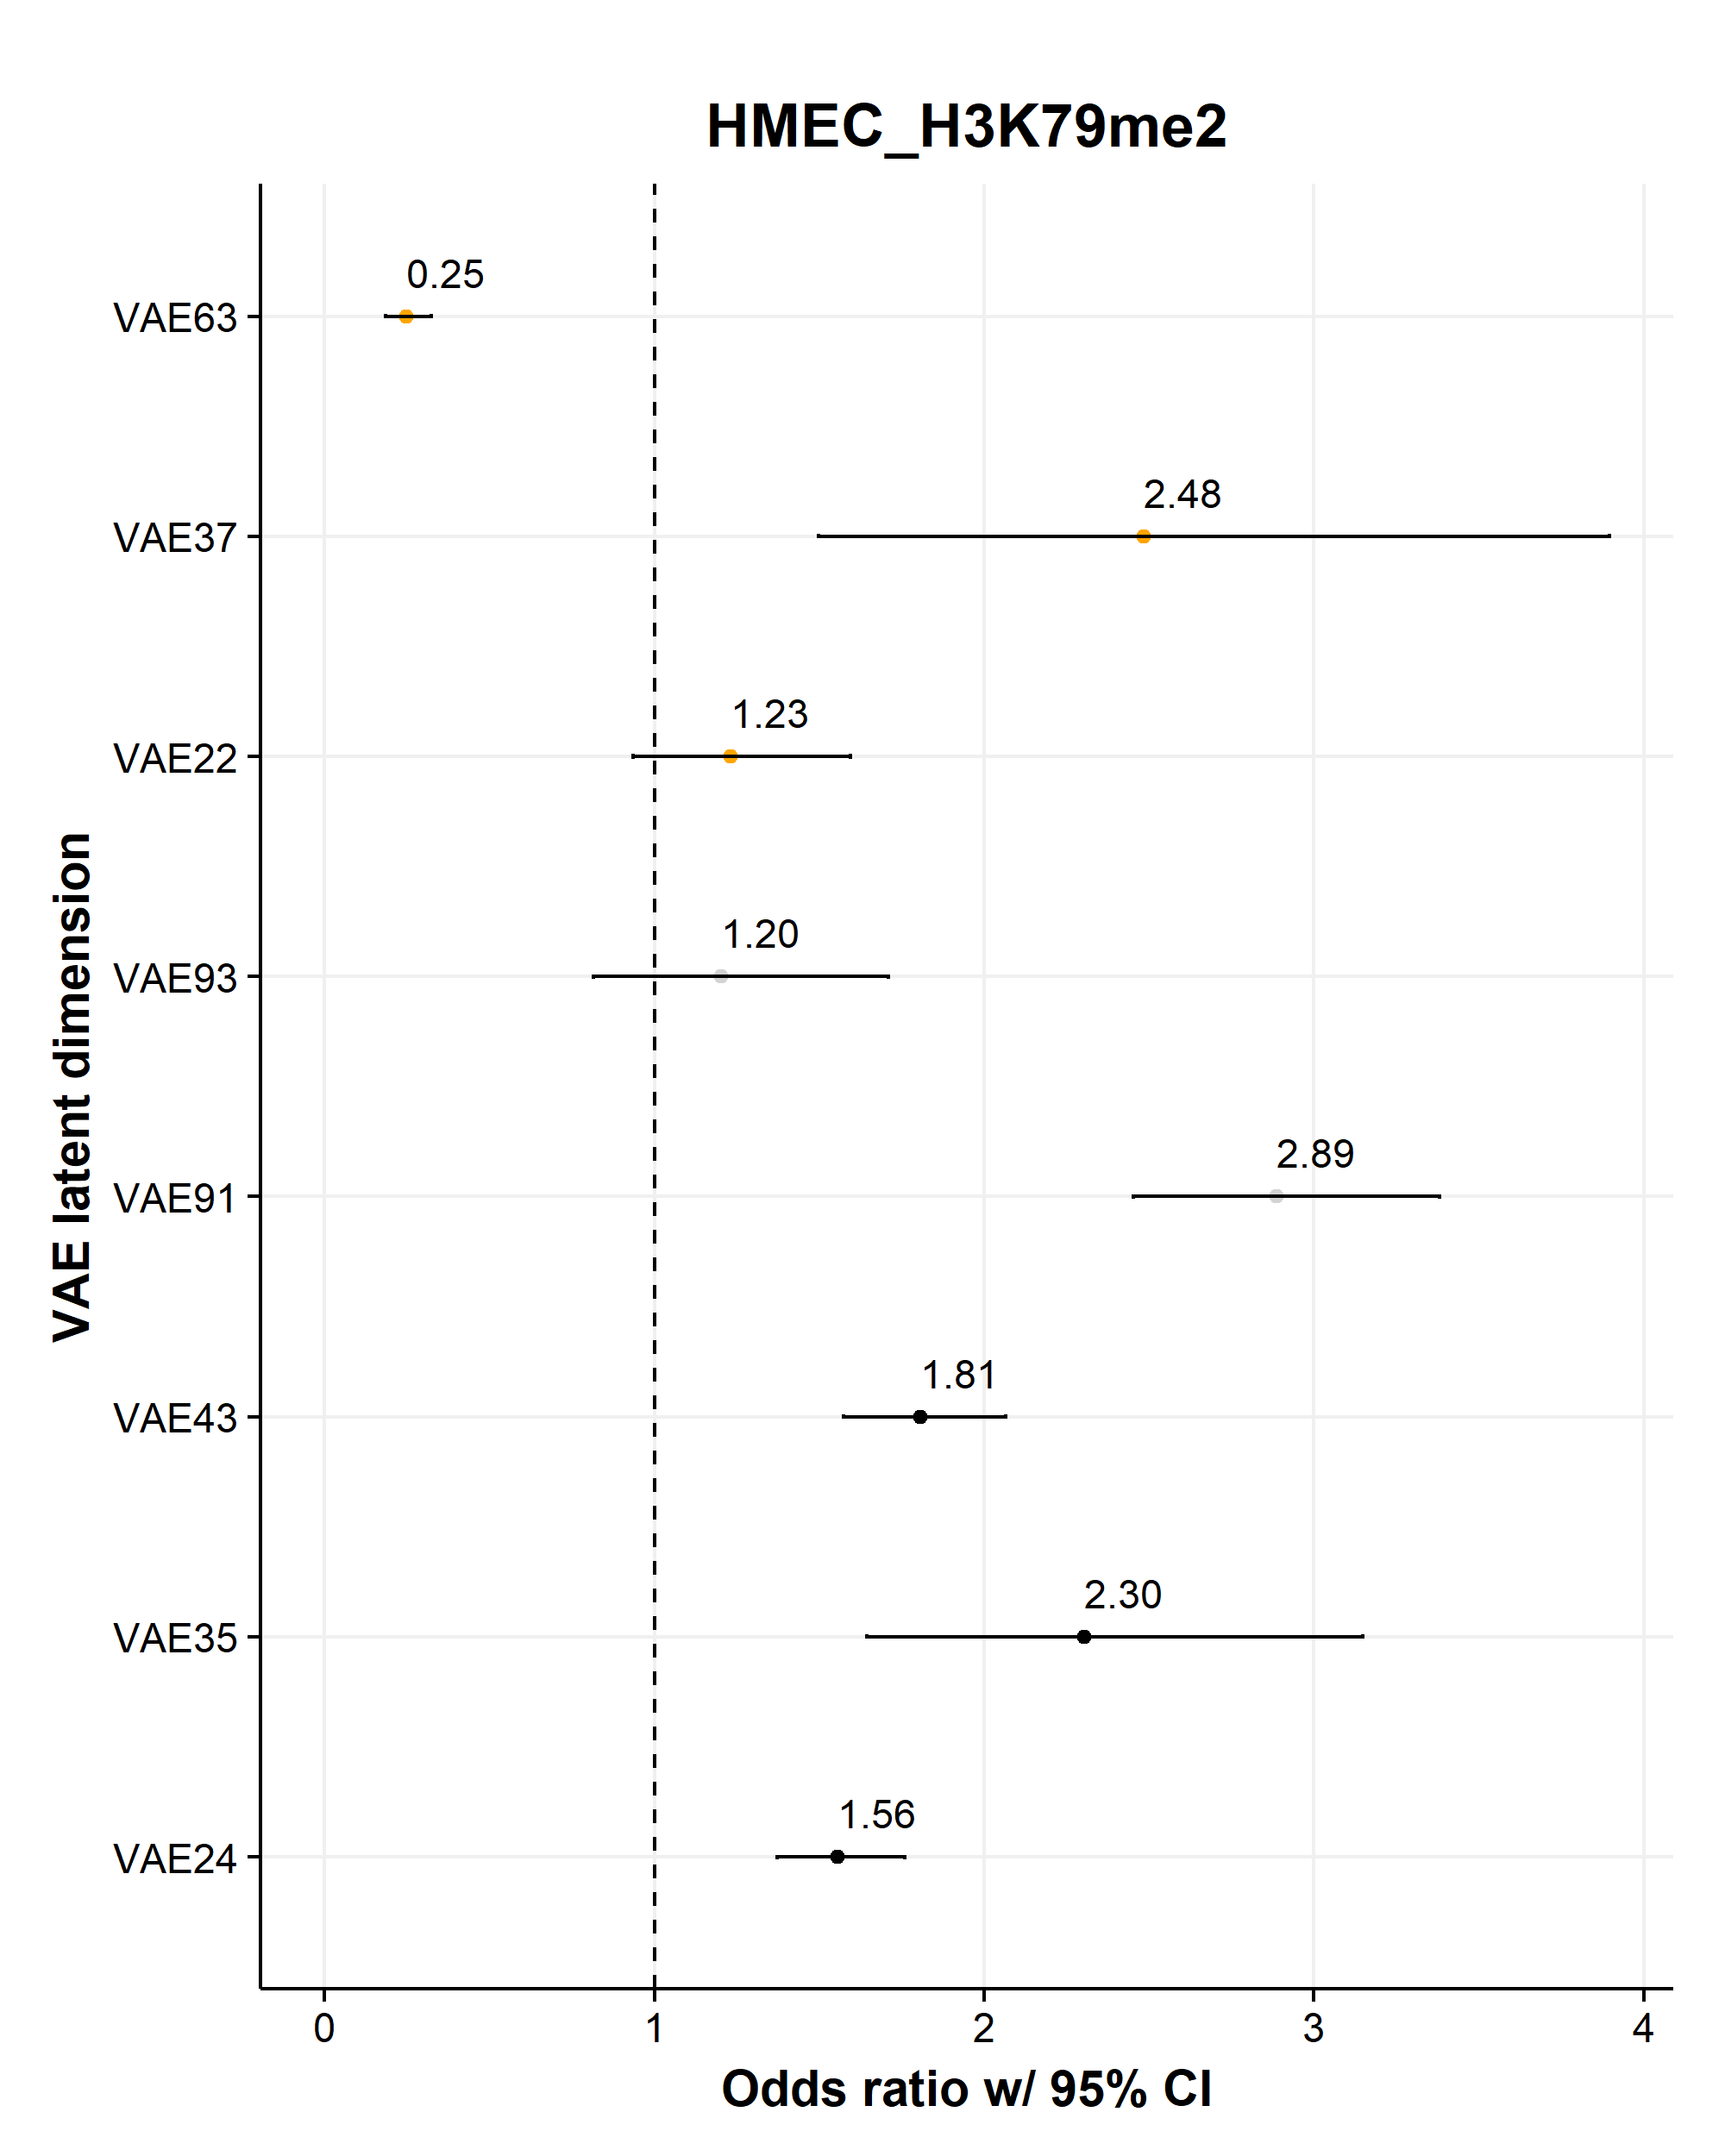 HMEC_H3K79me2
VAE latent dimension
VAE63
0.25
VAE37
2.48
VAE22
1.23
VAE93
1.20
VAE91
2.89
VAE43
1.81
VAE35
2.30
VAE24
1.56
0 1 2 3 4
Odds ratio w/ 95% CI